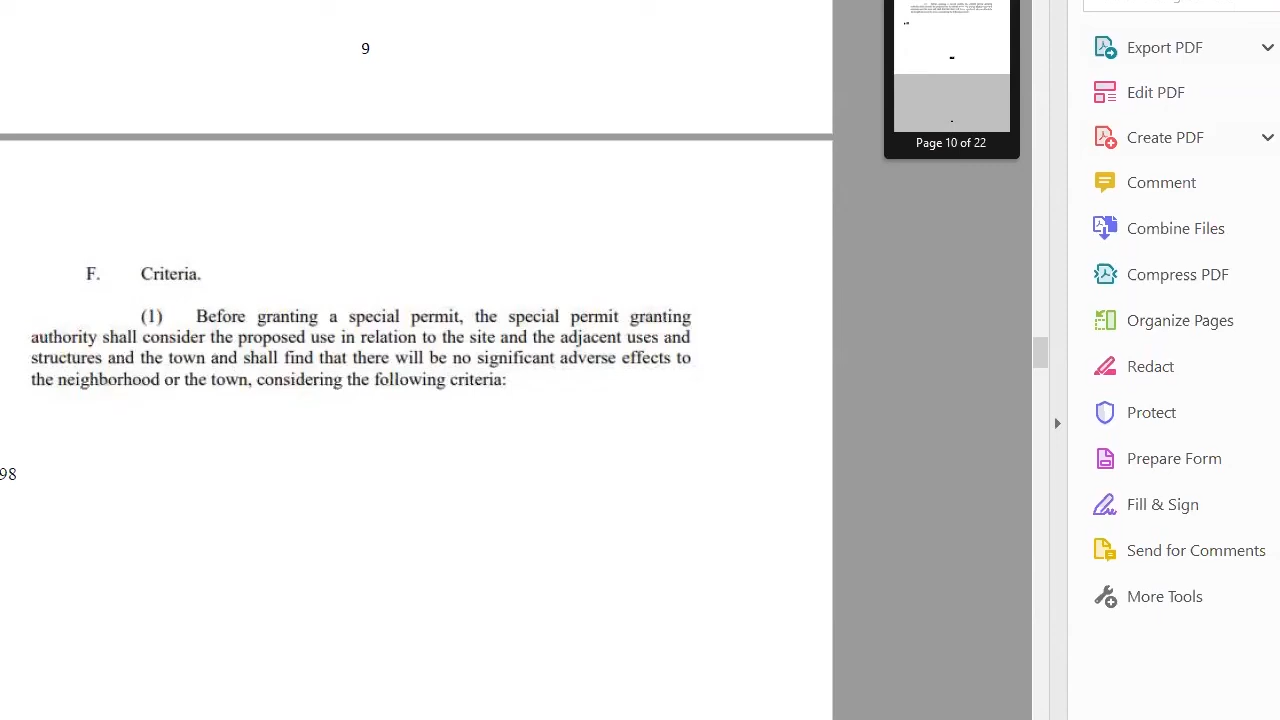 9
Page 10 of 22
F. Criteria.
(1) Before granting a special permit, the special permit granting
authority shall consider the proposed use in relation to the site and the adjacent uses and
structures and the town and shall find that there will be no significant adverse effects to
the neighborhood or the town, considering the following criteria:
98
Export PDF
Edit PDF
Create PDF
Comment
Combine Files
Compress PDF
Organize Pages
Redact
Protect
Prepare Form
Fill & Sign
Send for Comments
More Tools